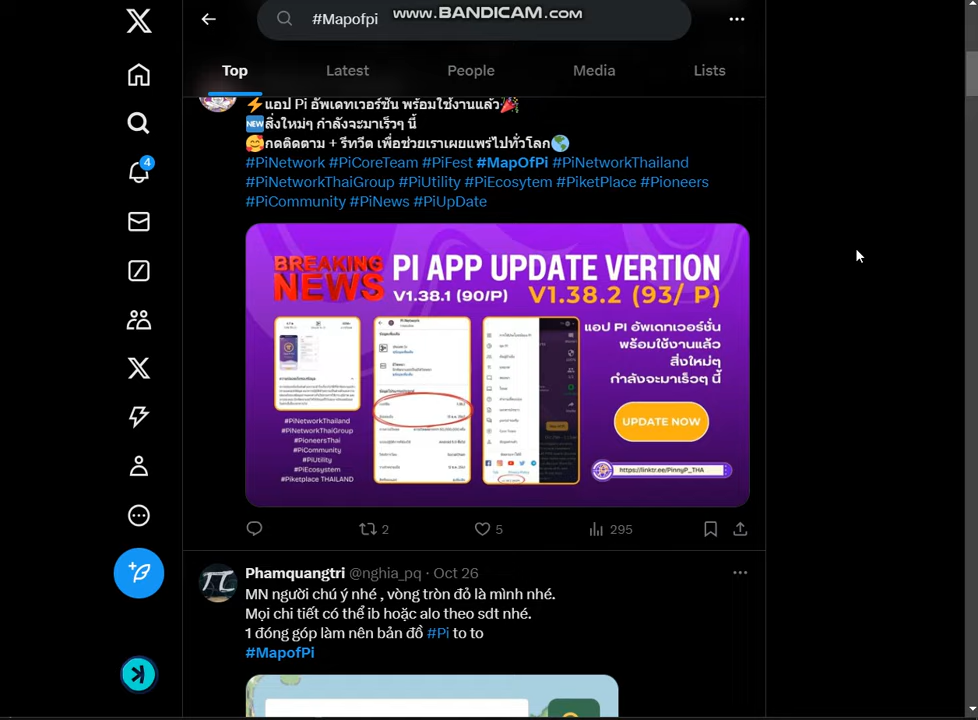 #Mapofpi
www.BANDICAM.com
Top
Latest
People
Media
Lists
⚡แอป Pi อัพเดทเวอร์ชั่น พร้อมใช้งานแล้ว🎉
🆕สิ่งใหม่ๆ กำลังจะมาเร็วๆ นี้
🥰กดติดตาม + รีทวีต เพื่อช่วยเราเผยแพร่ไปทั่วโลก🌎
#PiNetwork #PiCoreTeam #PiFest #MapOfPi #PiNetworkThailand
#PiNetworkThaiGroup #PiUtility #PiEcosytem #PiketPlace #Pioneers
#PiCommunity #PiNews #PiUpDate
BREAKING
NEWS
PI APP UPDATE VERTION
V1.38.1 (90/P) V1.38.2 (93/ P)
#PiNetworkThailand
#PiNetworkThaiGroup
#PioneersThai
#PiCommunity
#PiUtility
#PiEcosystem
#Piketplace THAILAND
แอป PI อัพเดทเวอร์ชั่น
พร้อมใช้งานแล้ว
สิ่งใหม่ๆ
กำลังจะมาเร็วๆ นี้
UPDATE NOW
https://linktr.ee/PinnyP_THA
2
5
295
4
Phamquangtri @nghia_pq · Oct 26
MN người chú ý nhé , vòng tròn đỏ là mình nhé.
Mọi chi tiết có thể ib hoặc alo theo sdt nhé.
1 đóng góp làm nên bản đồ #Pi to to
#MapofPi